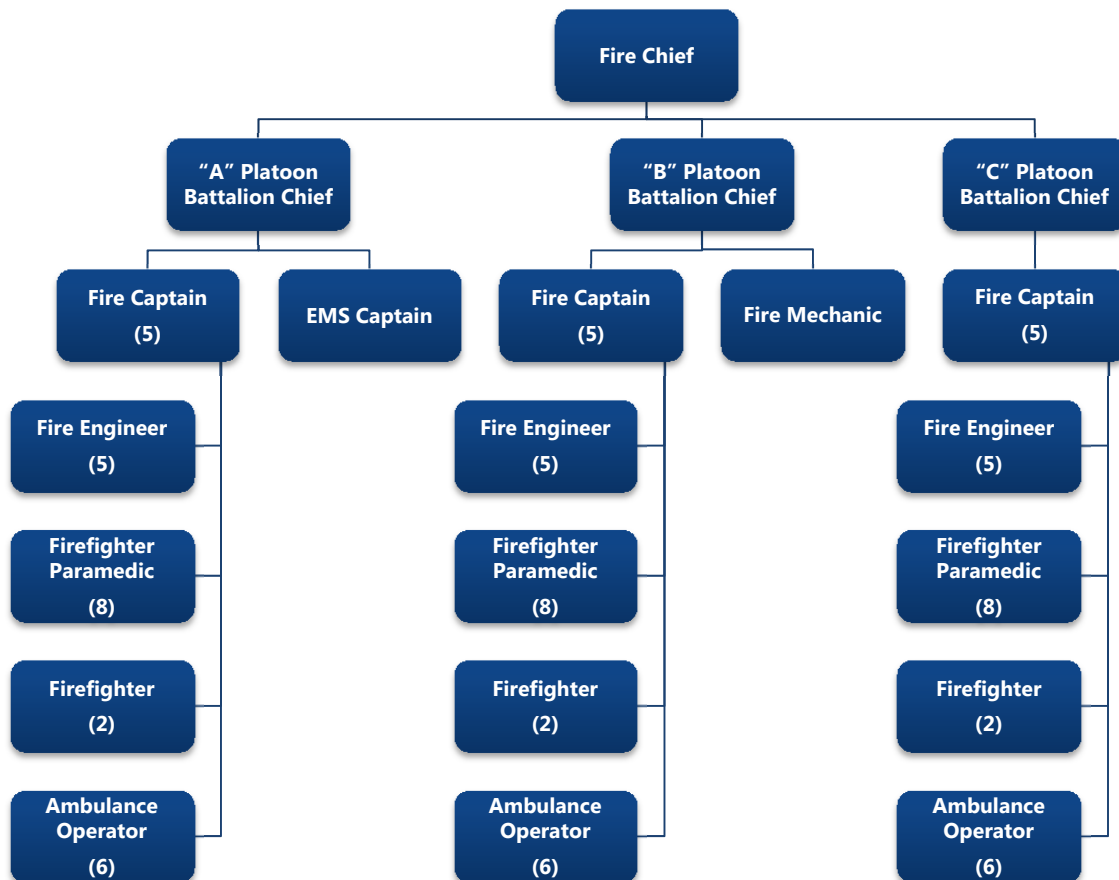 Fire Chief
“A” Platoon
Battalion Chief
“B” Platoon
Battalion Chief
“C” Platoon
Battalion Chief
Fire Captain
(5)
EMS Captain
Fire Captain
(5)
Fire Mechanic
Fire Captain
(5)
Fire Engineer
(5)
Fire Engineer
(5)
Fire Engineer
(5)
Firefighter
Paramedic
(8)
Firefighter
Paramedic
(8)
Firefighter
Paramedic
(8)
Firefighter
(2)
Firefighter
(2)
Firefighter
(2)
Ambulance
Operator
(6)
Ambulance
Operator
(6)
Ambulance
Operator
(6)